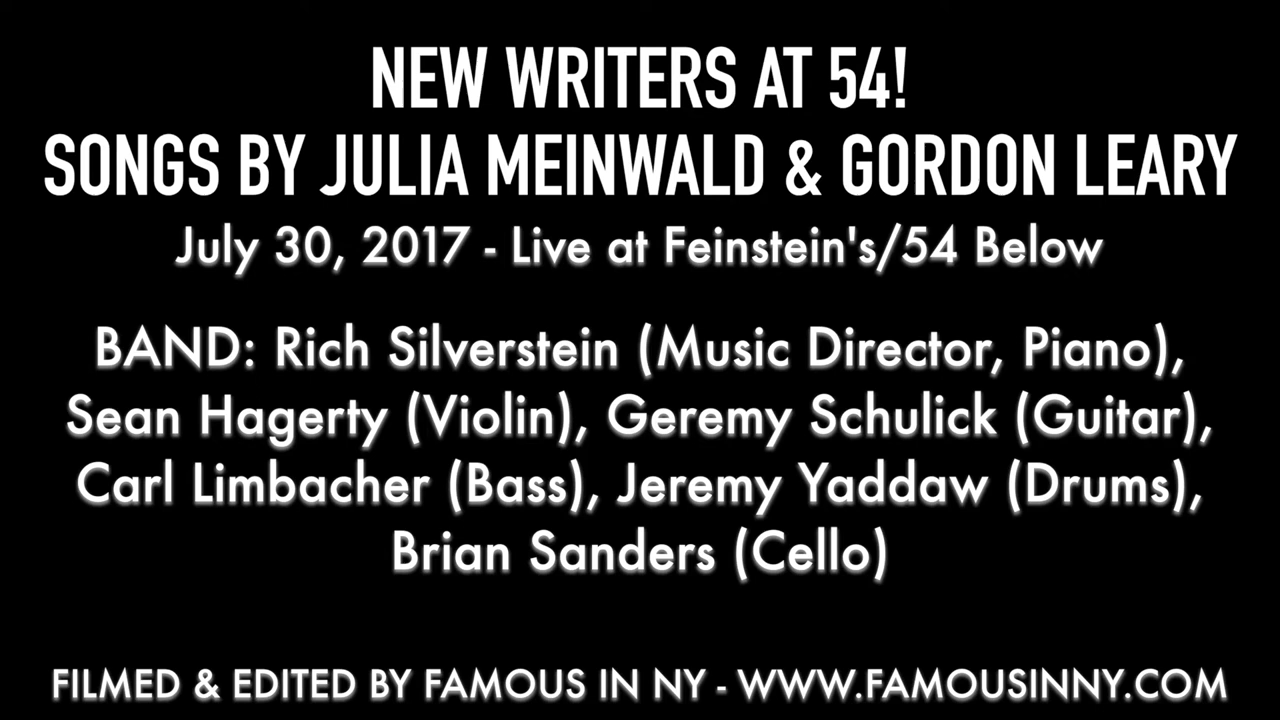 NEW WRITERS AT 54!
SONGS BY JULIA MEINWALD & GORDON LEARY
July 30, 2017 - Live at Feinstein's/54 Below
BAND: Rich Silverstein (Music Director, Piano),
Sean Hagerty (Violin), Geremy Schulick (Guitar),
Carl Limbacher (Bass), Jeremy Yaddaw (Drums),
Brian Sanders (Cello)
FILMED & EDITED BY FAMOUS IN NY - WWW.FAMOUSINNY.COM